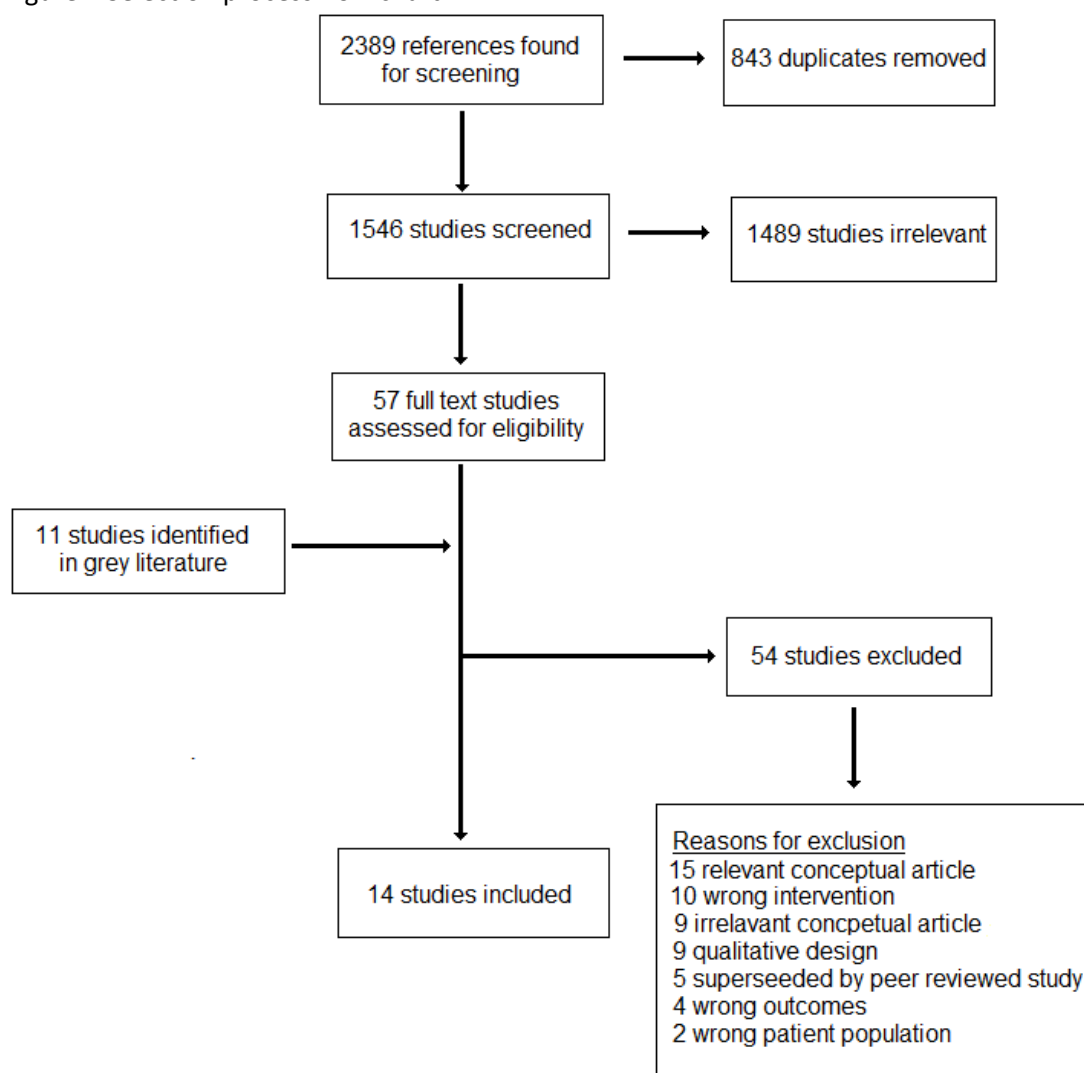 2389 references found
for screening
843 duplicates removed
1546 studies screened
1489 studies irrelevant
57 full text studies
assessed for eligibility
11 studies identified
in grey literature
54 studies excluded
14 studies included
Reasons for exclusion
15 relevant conceptual article
10 wrong intervention
9 irrelavant concpetual article
9 qualitative design
5 superseeded by peer reviewed study
4 wrong outcomes
2 wrong patient population